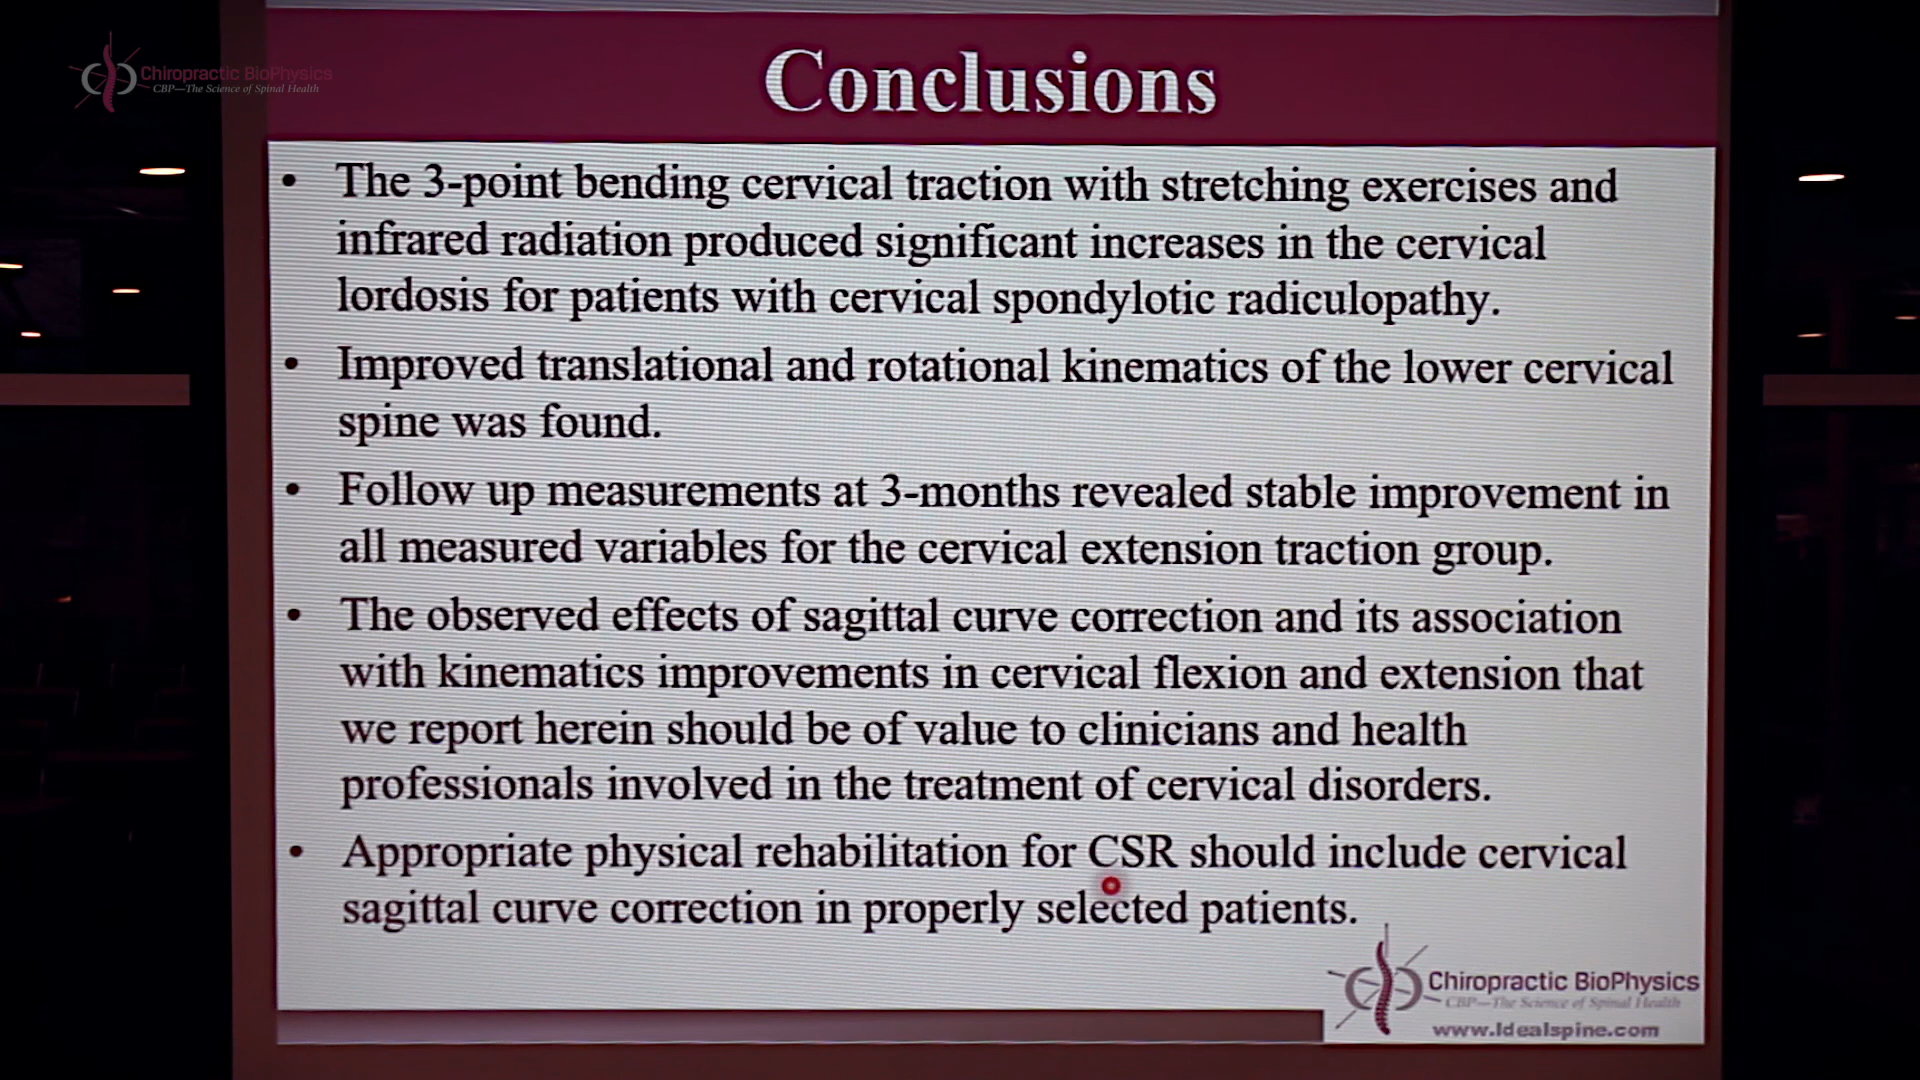 Chiropractic BioPhysics
CBP—The Science of Spinal Health
Conclusions
• The 3-point bending cervical traction with stretching exercises and
infrared radiation produced significant increases in the cervical
lordosis for patients with cervical spondylotic radiculopathy.
• Improved translational and rotational kinematics of the lower cervical
spine was found.
• Follow up measurements at 3-months revealed stable improvement in
all measured variables for the cervical extension traction group.
• The observed effects of sagittal curve correction and its association
with kinematics improvements in cervical flexion and extension that
we report herein should be of value to clinicians and health
professionals involved in the treatment of cervical disorders.
• Appropriate physical rehabilitation for CSR should include cervical
sagittal curve correction in properly selected patients.
Chiropractic BioPhysics
CBP—The Science of Spinal Health
www.Idealspine.com